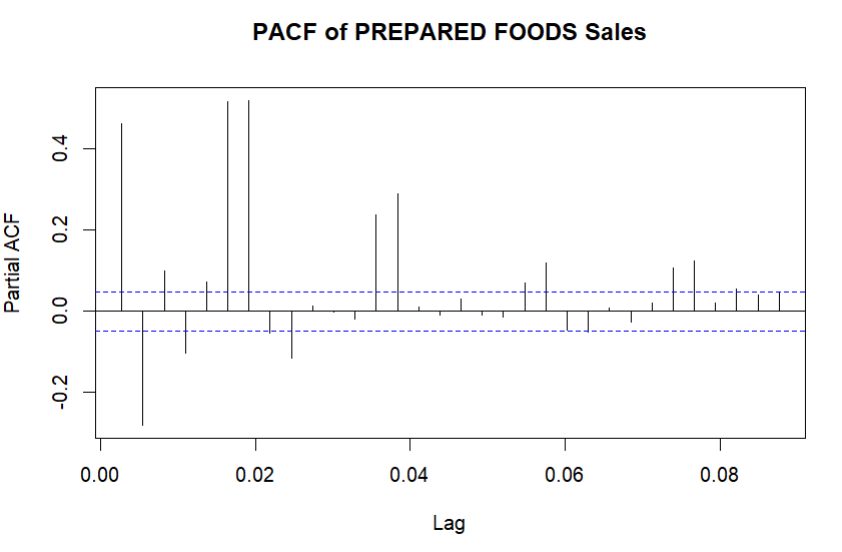 PACF of PREPARED FOODS Sales
Partial ACF
0.4
0.2
0.0
-0.2
0.00 0.02 0.04 0.06 0.08
Lag